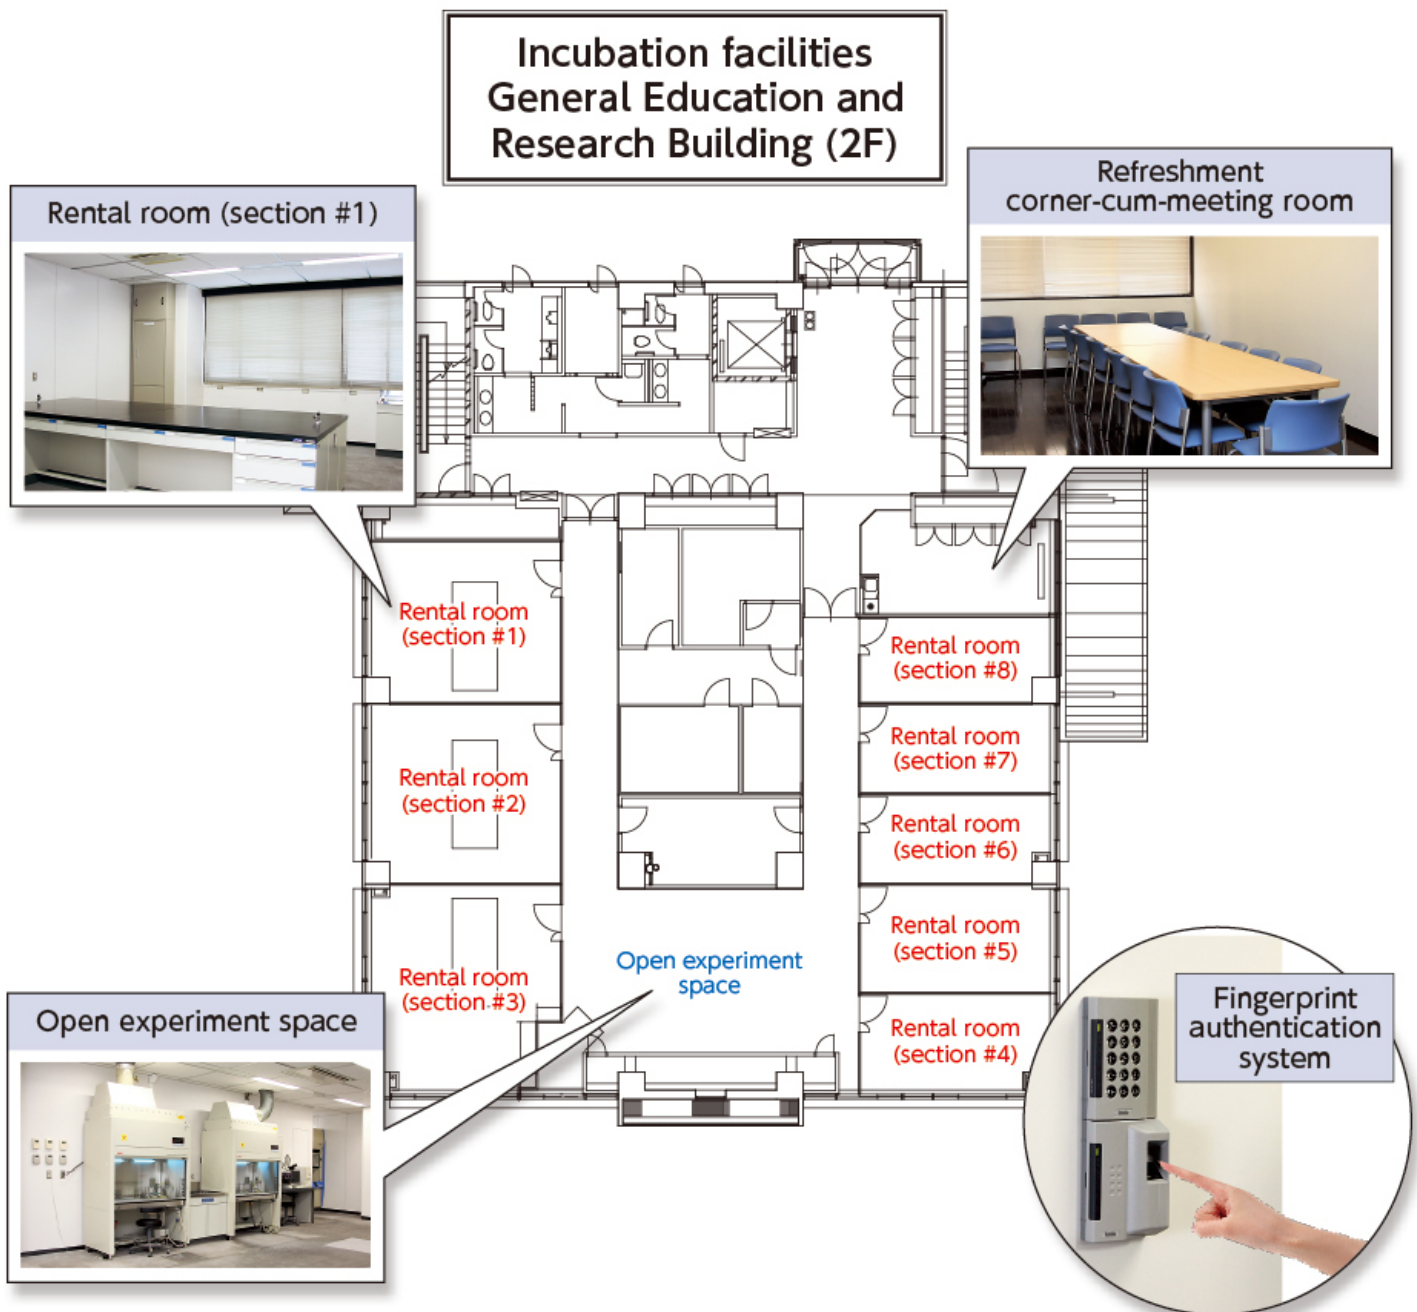 Incubation facilities
General Education and
Research Building (2F)
Rental room (section #1)
Refreshment
corner-cum-meeting room
Rental room
(section #1)
Rental room
(section #2)
Rental room
(section #3)
Rental room
(section #8)
Rental room
(section #7)
Rental room
(section #6)
Rental room
(section #5)
Rental room
(section #4)
Open experiment
space
Open experiment space
Fingerprint
authentication
system